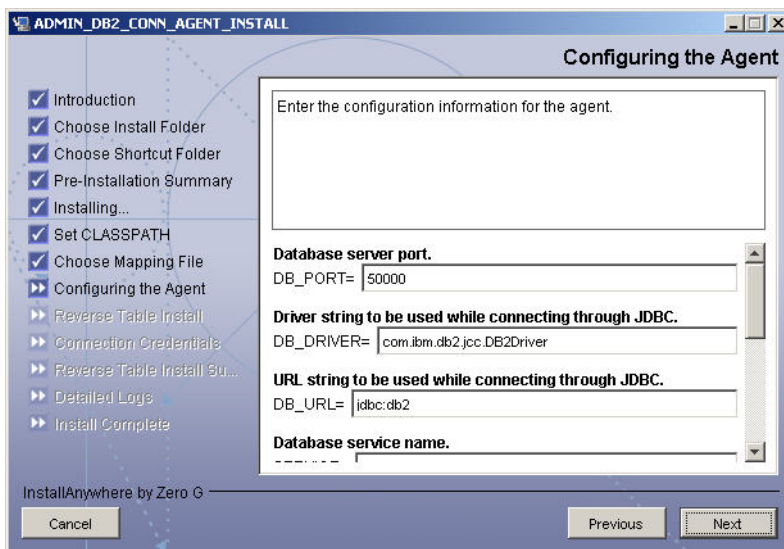 ADMIN_DB2_CONN_AGENT_INSTALL
Configuring the Agent
Introduction
Choose Install Folder
Choose Shortcut Folder
Pre-Installation Summary
Installing...
Set CLASSPATH
Choose Mapping File
Configuring the Agent
Reverse Table Install
Connection Credentials
Reverse Table Install Su...
Detailed Logs
Install Complete
Enter the configuration information for the agent.
Database server port.
DB_PORT= 50000
Driver string to be used while connecting through JDBC.
DB_DRIVER= com.ibm.db2.jcc.DB2Driver
URL string to be used while connecting through JDBC.
DB_URL= jdbc:db2
Database service name.
InstallAnywhere by Zero G
Cancel
Previous
Next